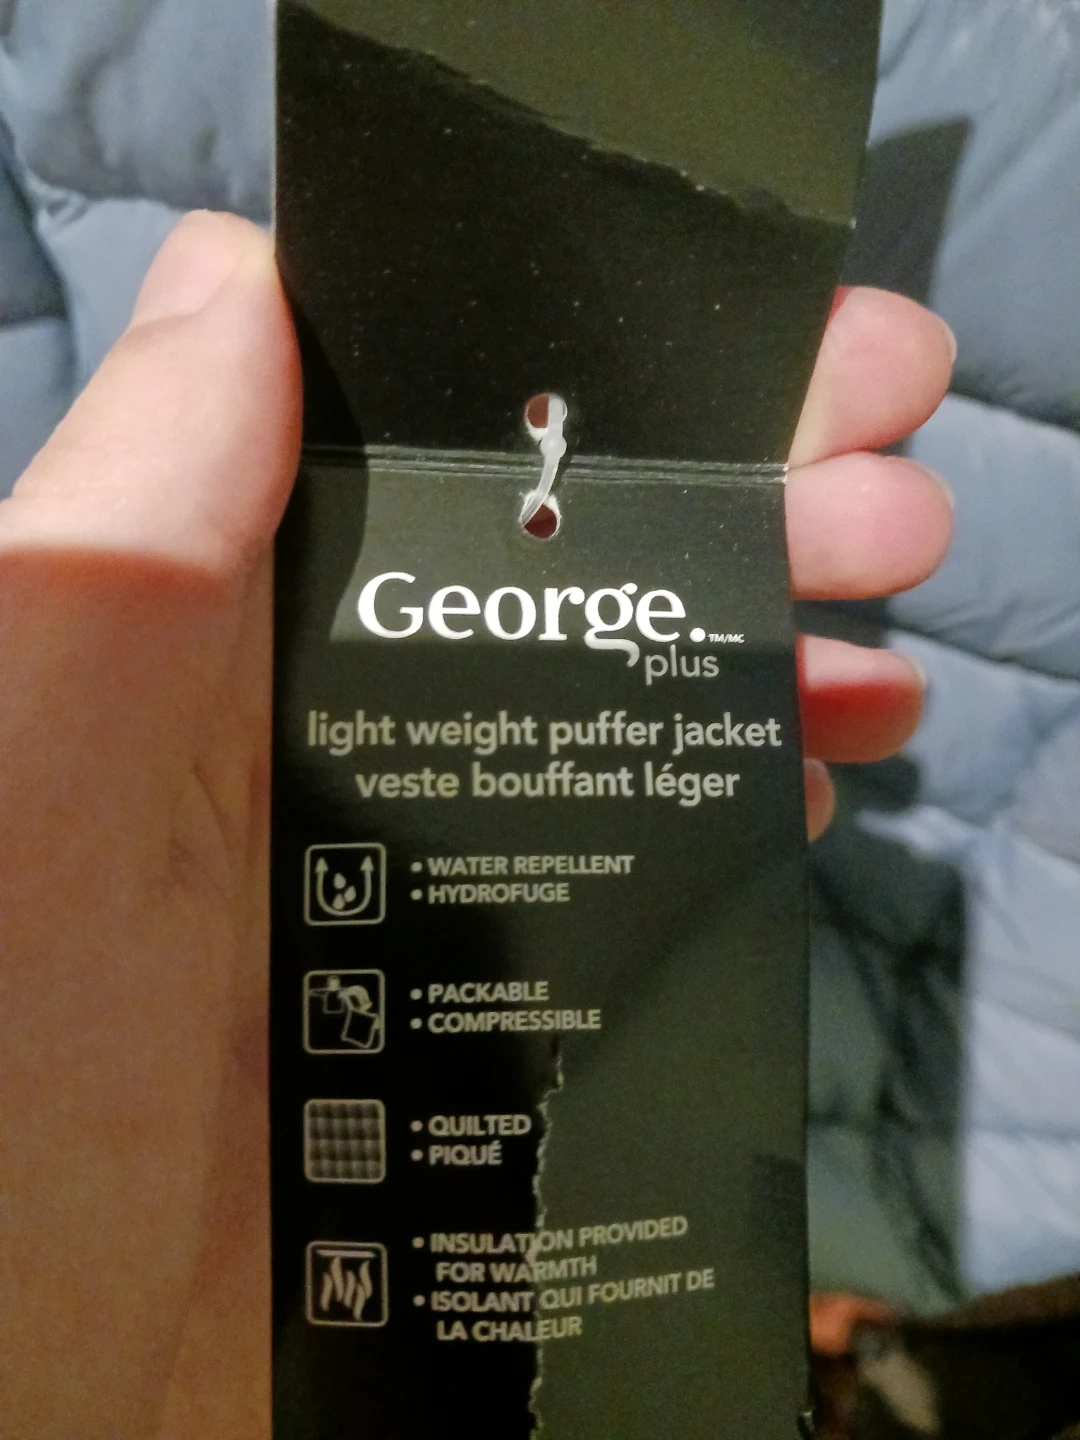 George.TM/MC
plus
light weight puffer jacket
veste bouffant léger
• WATER REPELLENT
• HYDROFUGE
• PACKABLE
• COMPRESSIBLE
• QUILTED
• PIQUÉ
• INSULATION PROVIDED
FOR WARMTH
• ISOLANT QUI FOURNIT DE
LA CHALEUR